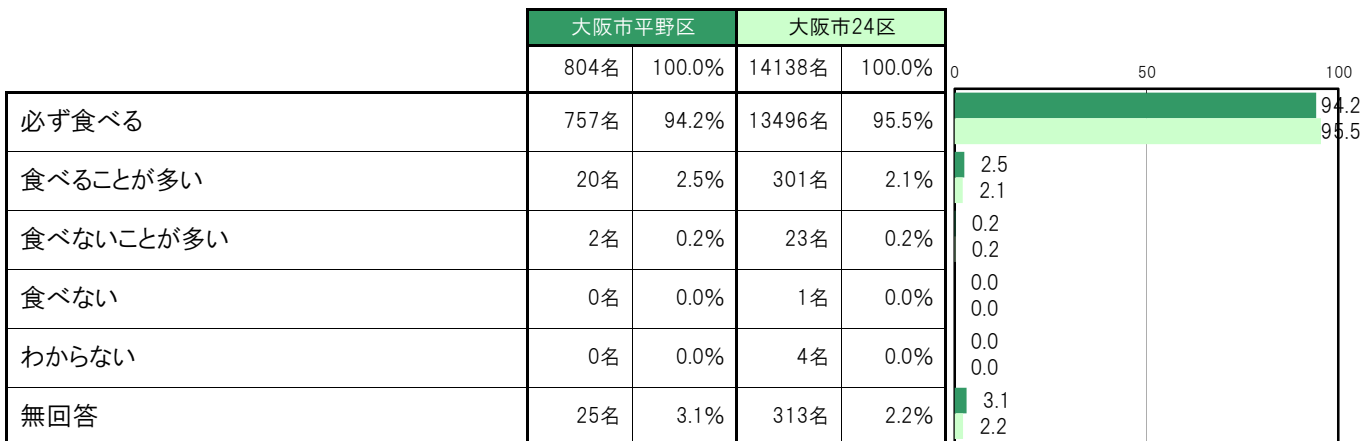 大阪市平野区 大阪市24区
804名 100.0% 14138名 100.0% 0 50 100
必ず食べる 757名 94.2% 13496名 95.5% 94.2
95.5
食べることが多い 20名 2.5% 301名 2.1% 2.5
2.1
食べないことが多い 2名 0.2% 23名 0.2% 0.2
0.2
食べない 0名 0.0% 1名 0.0% 0.0
0.0
わからない 0名 0.0% 4名 0.0% 0.0
0.0
無回答 25名 3.1% 313名 2.2% 3.1
2.2